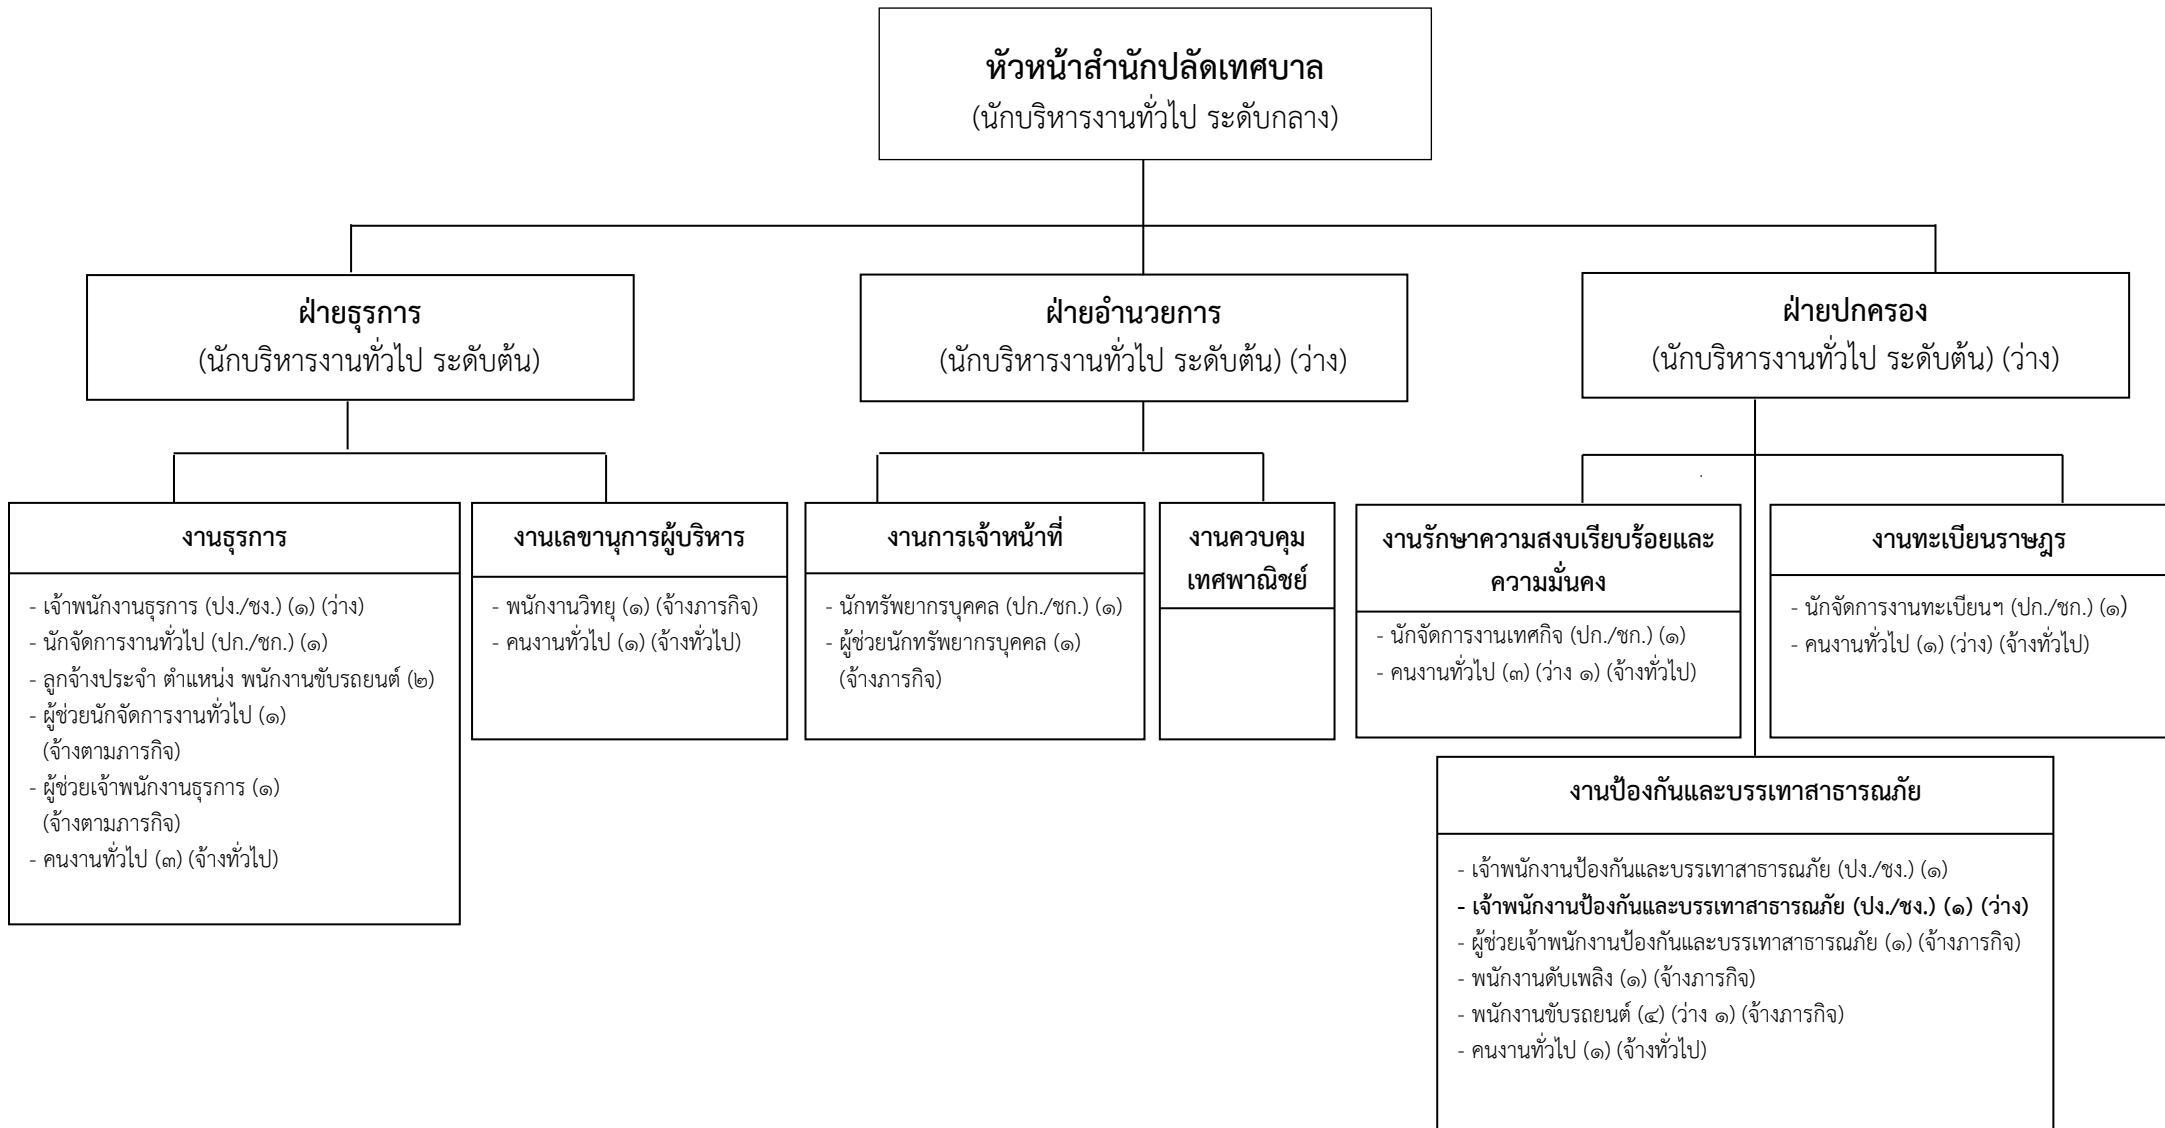 หัวหน้าสำนักปลัดเทศบาล
(นักบริหารงานทั่วไป ระดับกลาง)
ฝ่ายธุรการ
(นักบริหารงานทั่วไป ระดับต้น)
ฝ่ายอำนวยการ
(นักบริหารงานทั่วไป ระดับต้น) (ว่าง)
ฝ่ายปกครอง
(นักบริหารงานทั่วไป ระดับต้น) (ว่าง)
งานธุรการ
- เจ้าพนักงานธุรการ (ปง./ชง.) (๑) (ว่าง)
- นักจัดการงานทั่วไป (ปก./ชก.) (๑)
- ลูกจ้างประจำ ตำแหน่ง พนักงานขับรถยนต์ (๒)
- ผู้ช่วยนักจัดการงานทั่วไป (๑)
(จ้างตามภารกิจ)
- ผู้ช่วยเจ้าพนักงานธุรการ (๑)
(จ้างตามภารกิจ)
- คนงานทั่วไป (๓) (จ้างทั่วไป)
งานเลขานุการผู้บริหาร
- พนักงานวิทยุ (๑) (จ้างภารกิจ)
- คนงานทั่วไป (๑) (จ้างทั่วไป)
งานการเจ้าหน้าที่
- นักทรัพยากรบุคคล (ปก./ชก.) (๑)
- ผู้ช่วยนักทรัพยากรบุคคล (๑)
(จ้างภารกิจ)
งานควบคุม
เทศพาณิชย์
งานรักษาความสงบเรียบร้อยและ
ความมั่นคง
- นักจัดการงานเทศกิจ (ปก./ชก.) (๑)
- คนงานทั่วไป (๓) (ว่าง ๑) (จ้างทั่วไป)
งานทะเบียนราษฎร
- นักจัดการงานทะเบียนฯ (ปก./ชก.) (๑)
- คนงานทั่วไป (๑) (ว่าง) (จ้างทั่วไป)
งานป้องกันและบรรเทาสาธารณภัย
- เจ้าพนักงานป้องกันและบรรเทาสาธารณภัย (ปง./ชง.) (๑)
- เจ้าพนักงานป้องกันและบรรเทาสาธารณภัย (ปง./ชง.) (๑) (ว่าง)
- ผู้ช่วยเจ้าพนักงานป้องกันและบรรเทาสาธารณภัย (๑) (จ้างภารกิจ)
- พนักงานดับเพลิง (๑) (จ้างภารกิจ)
- พนักงานขับรถยนต์ (๔) (ว่าง ๑) (จ้างภารกิจ)
- คนงานทั่วไป (๑) (จ้างทั่วไป)